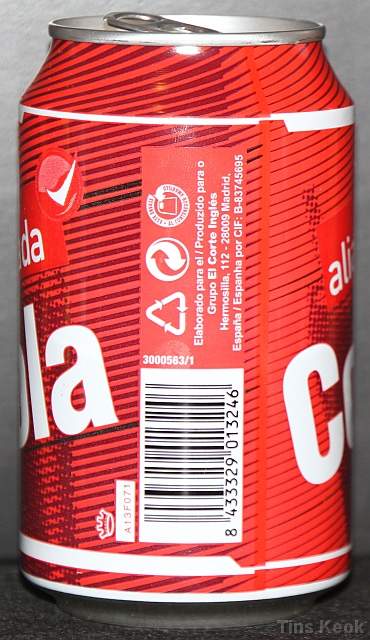 da
ola
ali
Co
Elaborado para el / Produzido para o
Grupo El Corte Inglés
Hermosilla, 112 - 28009 Madrid.
España / Espanha por CIF: B-83745695
3000563/1
8 433329 013246
A13F071
Tins Keok